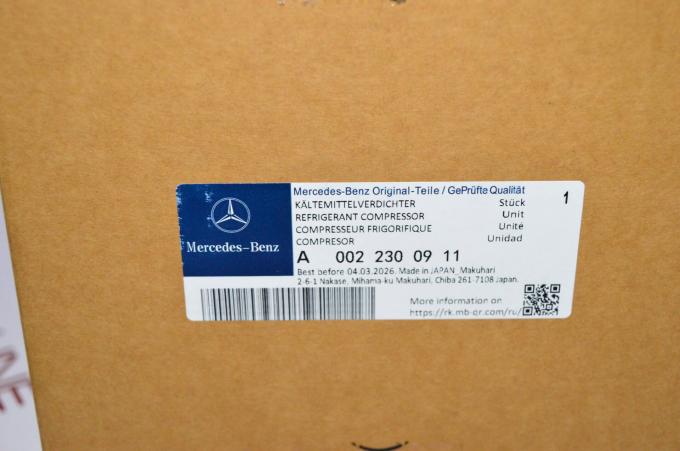 Mercedes-Benz
Mercedes-Benz Original-Teile / GePrüfte Qualität
1
KÄLTEMITTELVERDICHTER Stück
REFRIGERANT COMPRESSOR Unit
COMPRESSEUR FRIGORIFIQUE Unité
COMPRESOR Unidad
A 002 230 09 11
Best before 04.03.2026. Made in JAPAN_Makuhari
2-6-1 Nakase, Mihama-ku Makuhari, Chiba 261-7108 Japan.
More information on
https://rk.mb-qr.com/ru/